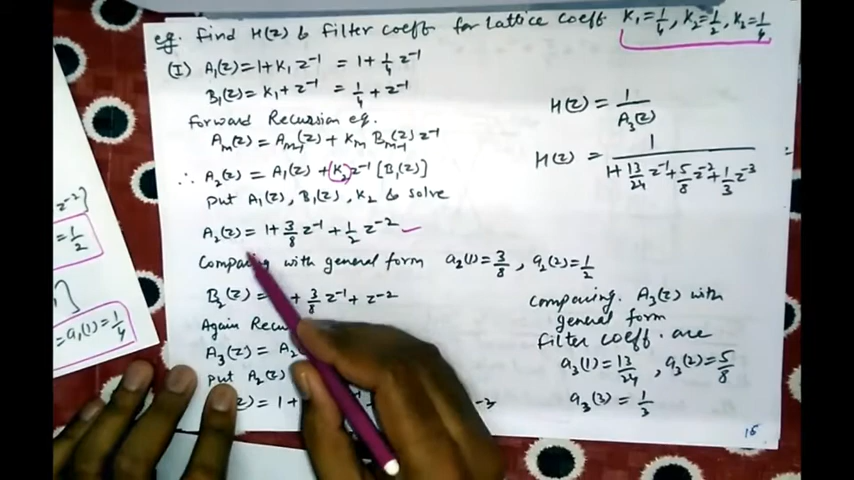 eg. Find H(z) & Filter coeff for lattice coeff K₁=1/4, K₂=1/2, K₂=1/4
(I) A₁(z)=1+K₁ z⁻¹ = 1+ 1/4 z⁻¹
B₁(z)= K₁+z⁻¹ = 1/4 + z⁻¹
Forward Recursion eq.
Aₘ(z)= Aₘ₋₁(z)+ Kₘ Bₘ₋₁(z) z⁻¹
∴ A₂(z) = A₁(z) + K₂ z⁻¹ [B₁(z)]
put A₁(z), B₁(z), K₂ & solve
A₂(z)= 1+ 3/8 z⁻¹ + 1/2 z⁻²
Comparing with general form a₂(1)= 3/8, a₂(2)= 1/2
B₂(z) = + 3/8 z⁻¹ + z⁻²
Again
A₃(z)= A₂
put A₂(z)
(z)= 1+
H(z) = 1/A₃(z)
H(z) = 1/(1+ 13/24 z⁻¹ + 5/8 z⁻² + 1/3 z⁻³) =
comparing. A₃(z) with
general form
filter coeff. are
a₃(1)= 13/24, a₃(2)= 5/8
a₃(3)= 1/3
15
z⁻²]
= 1/2
= a₁(1)= 1/4